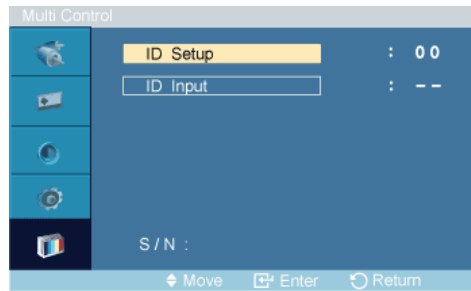 Multi Control
ID Setup : 00
ID Input : --
S/N :
Move Enter Return